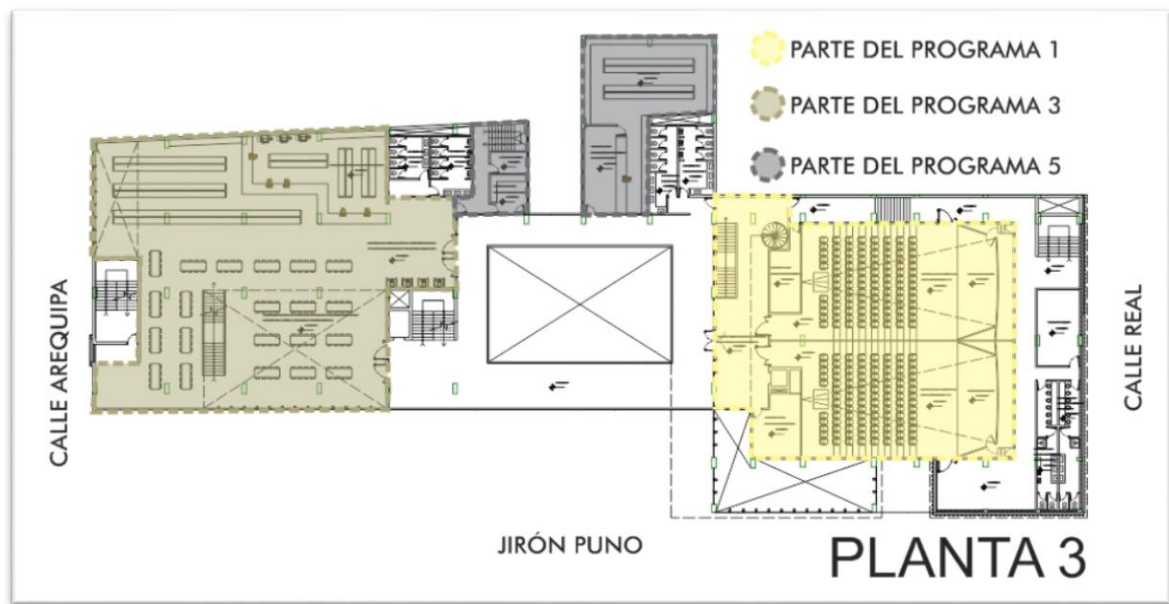 PARTE DEL PROGRAMA 1
PARTE DEL PROGRAMA 3
PARTE DEL PROGRAMA 5
CALLE AREQUIPA
CALLE REAL
JIRÓN PUNO
PLANTA 3